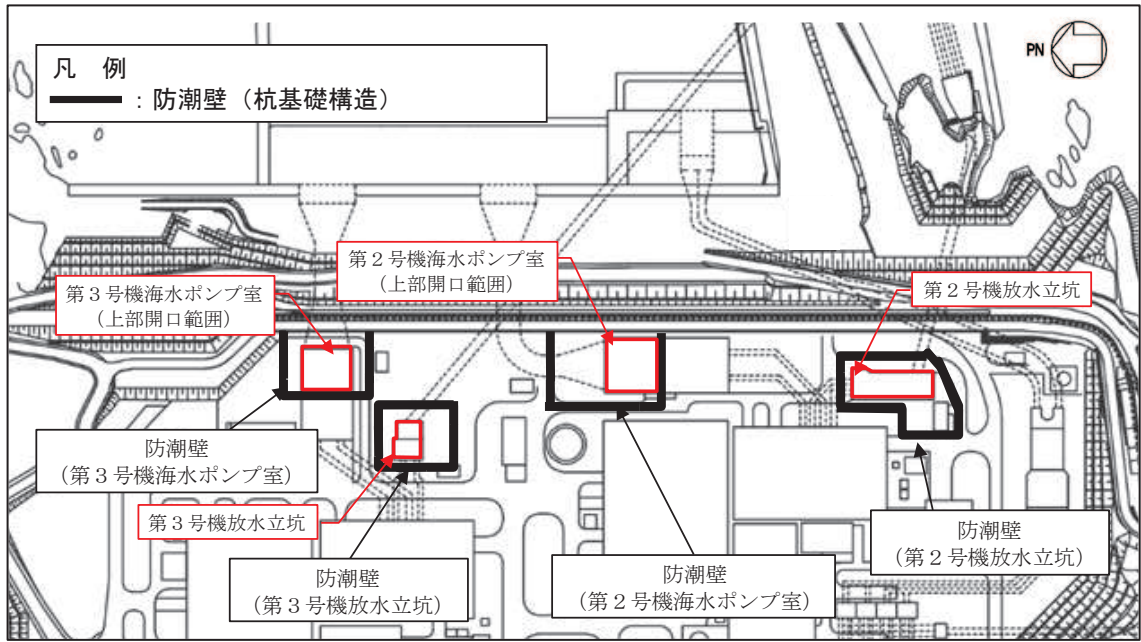 凡 例
：防潮壁（杭基礎構造）
PN
第２号機海水ポンプ室
（上部開口範囲）
第３号機海水ポンプ室
（上部開口範囲）
第２号機放水立坑
防潮壁
（第３号機海水ポンプ室）
第３号機放水立坑
防潮壁
（第３号機放水立坑）
防潮壁
（第２号機海水ポンプ室）
防潮壁
（第２号機放水立坑）